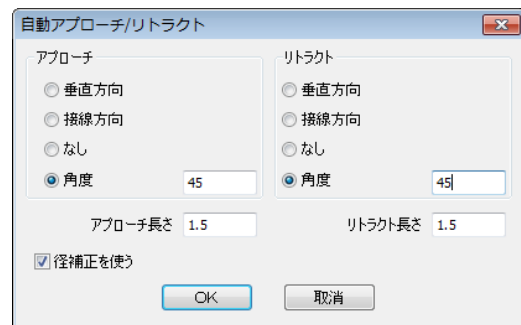 自動アプローチ/リトラクト
アプローチ
垂直方向
接線方向
なし
角度 45
アプローチ長さ 1.5
リトラクト
垂直方向
接線方向
なし
角度 45
リトラクト長さ 1.5
径補正を使う
OK 取消